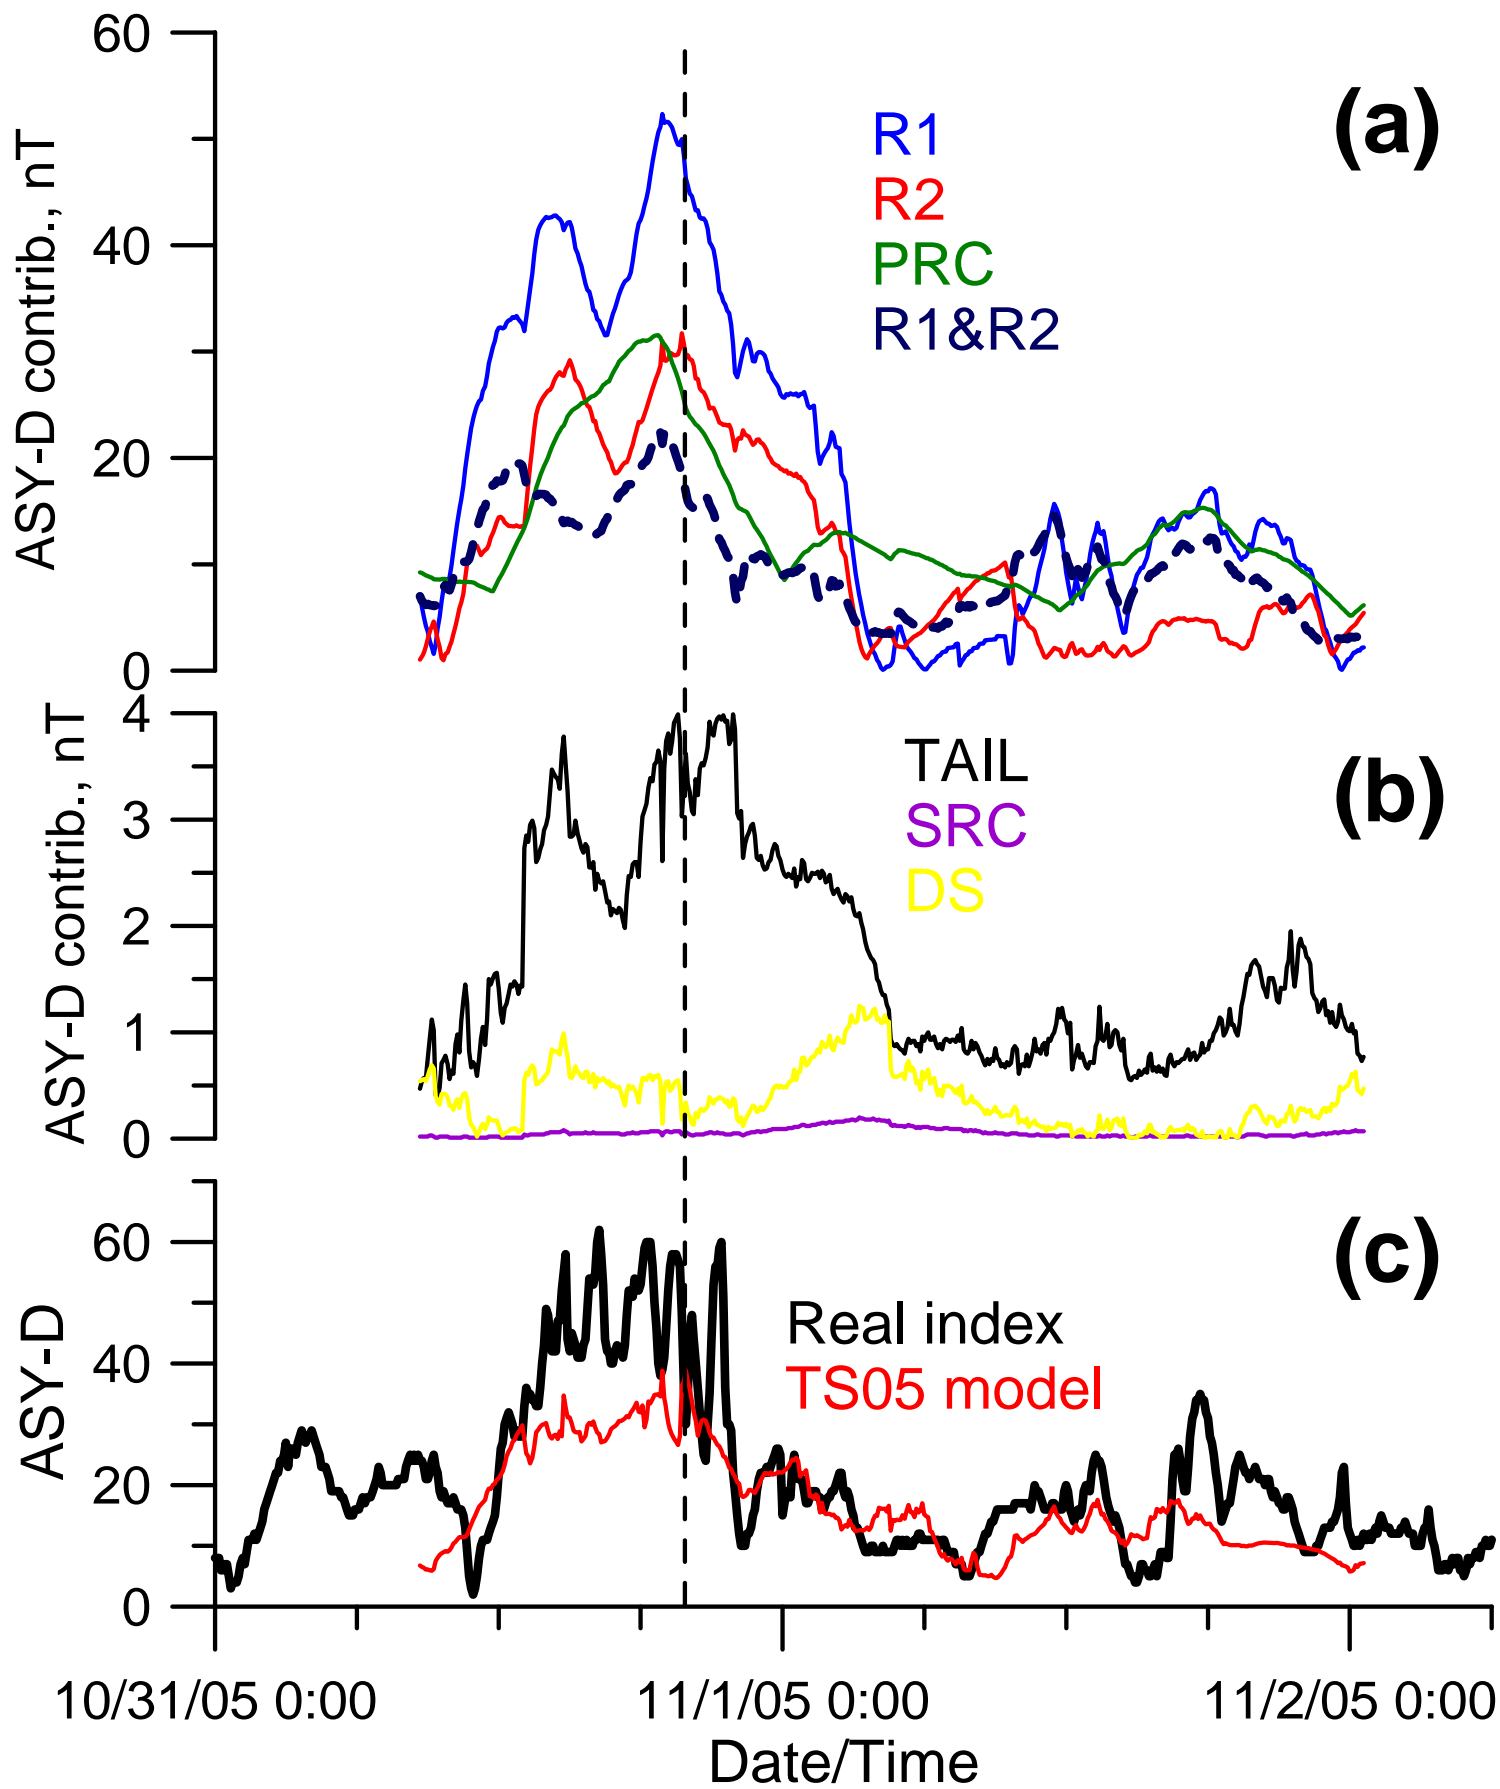 60
40
20
0
ASY-D contrib., nT
R1
R2
PRC
R1&R2
(a)
4
3
2
1
0
ASY-D contrib., nT
TAIL
SRC
DS
(b)
60
40
20
0
ASY-D
Real index
TS05 model
(c)
10/31/05 0:00
11/1/05 0:00
11/2/05 0:00
Date/Time